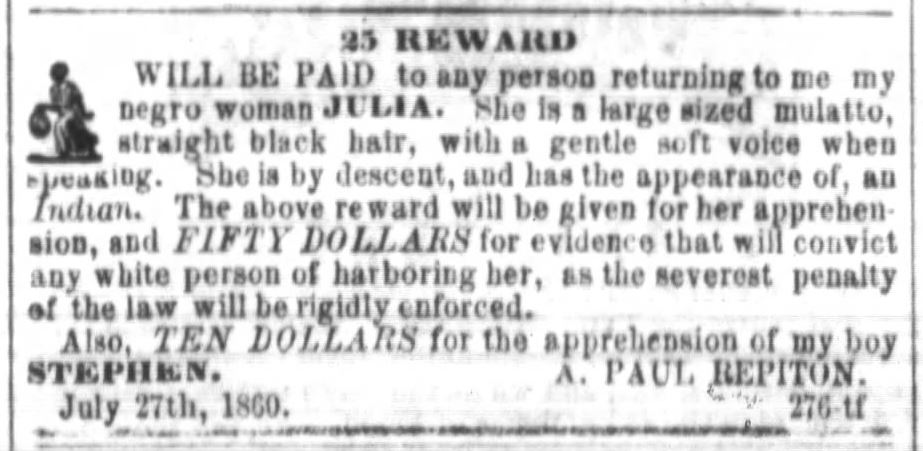 25 REWARD
WILL BE PAID to any person returning to me my
negro woman JULIA. She is a large sized mulatto,
straight black hair, with a gentle soft voice when
speaking. She is by descent, and has the appearance of, an
Indian. The above reward will be given for her apprehen-
sion, and FIFTY DOLLARS for evidence that will convict
any white person of harboring her, as the severest penalty
of the law will be rigidly enforced.
Also, TEN DOLLARS for the apprehension of my boy
STEPHEN. A. PAUL REPITON.
July 27th, 1860. 276-tf